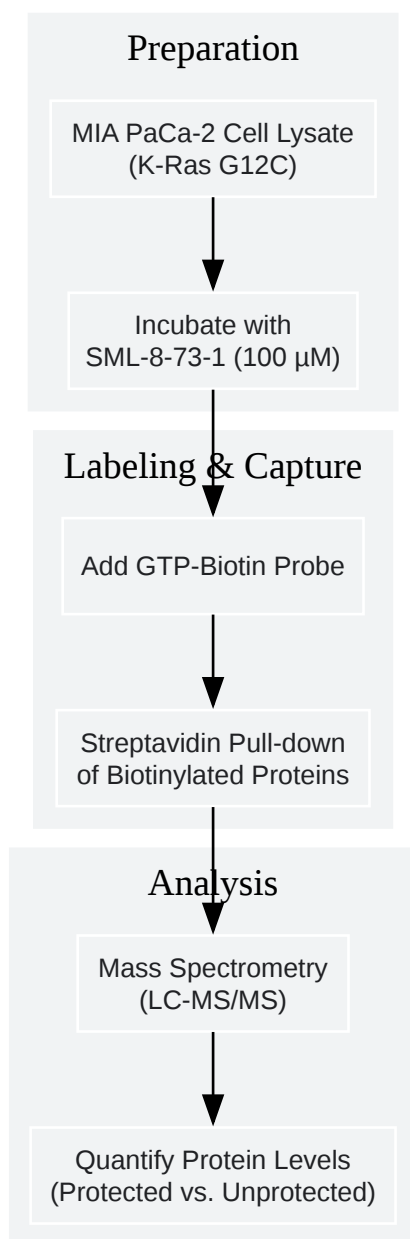 Preparation
MIA PaCa-2 Cell Lysate
(K-Ras G12C)
Incubate with
SML-8-73-1 (100 µM)
Labeling & Capture
Add GTP-Biotin Probe
Streptavidin Pull-down
of Biotinylated Proteins
Analysis
Mass Spectrometry
(LC-MS/MS)
Quantify Protein Levels
(Protected vs. Unprotected)